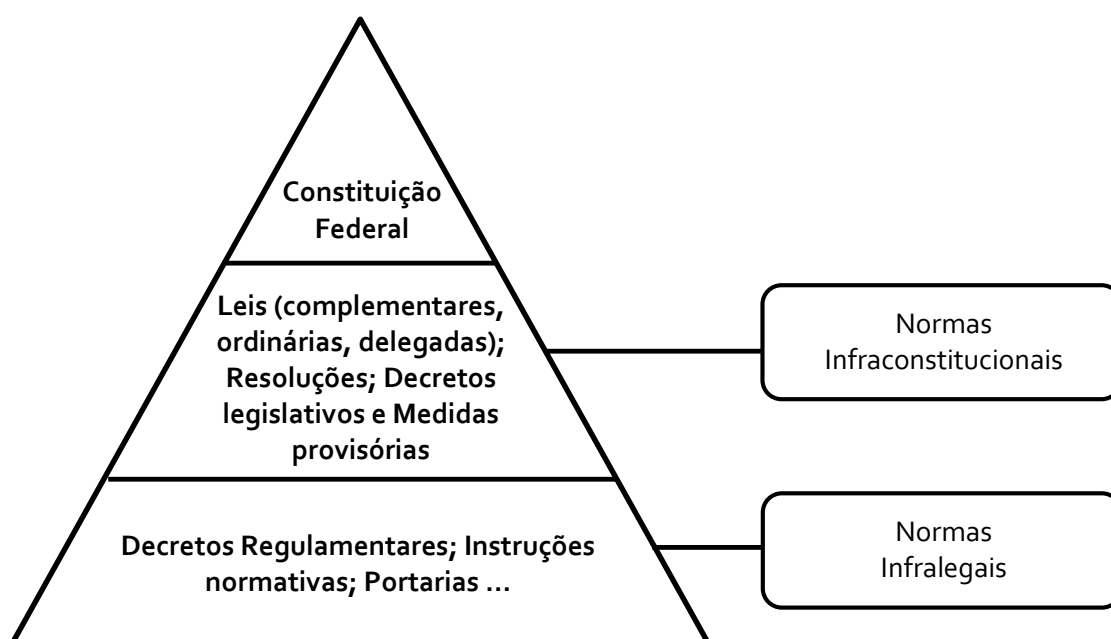 Constituição
Federal
Leis (complementares,
ordinárias, delegadas);
Resoluções; Decretos
legislativos e Medidas
provisórias
Normas
Infraconstitucionais
Decretos Regulamentares; Instruções
normativas; Portarias ...
Normas
Infralegais